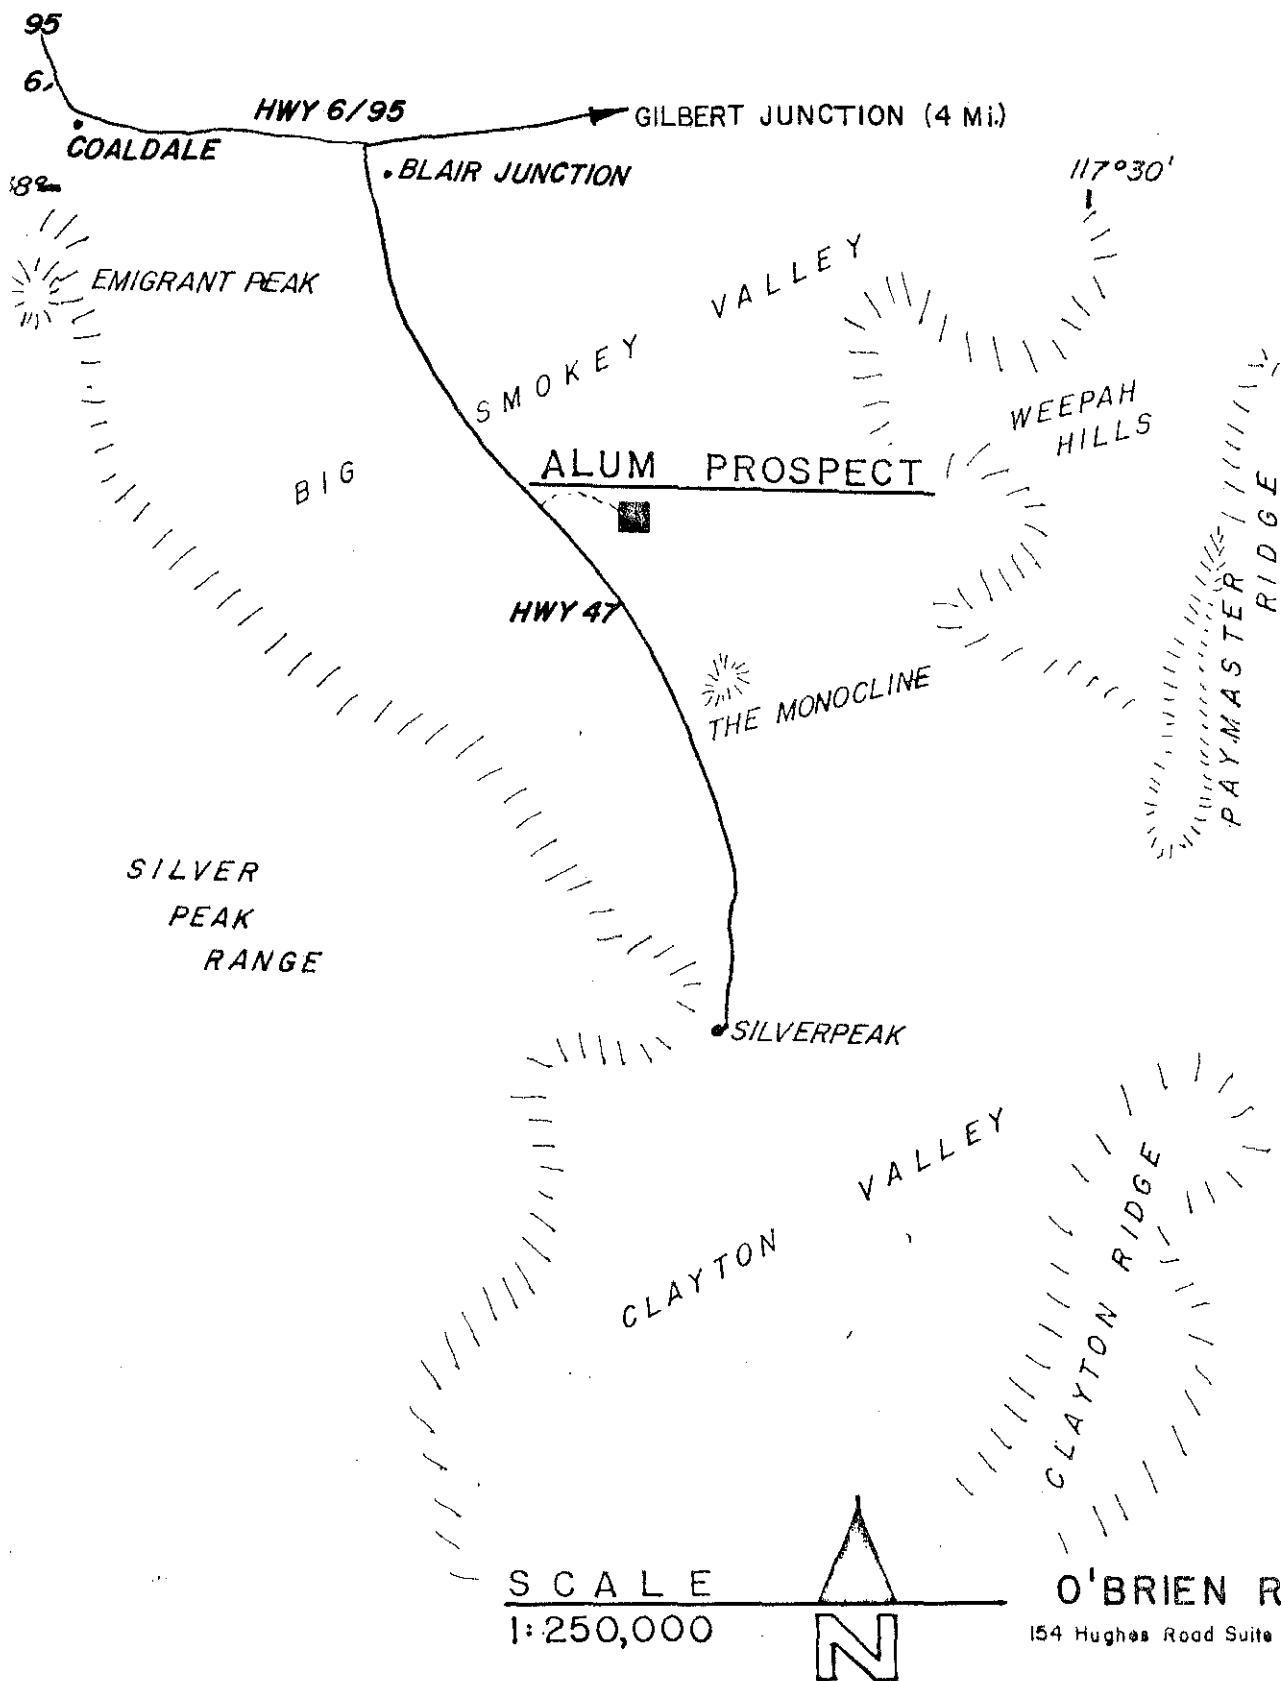 95
6,
HWY 6/95
GILBERT JUNCTION (4 Mi.)
COALDALE
BLAIR JUNCTION
117°30'
EMIGRANT PEAK
BIG SMOKEY VALLEY
WEEPAH
HILLS
ALUM PROSPECT
HWY 47
THE MONOCLINE
PAYMASTER
RIDGE
SILVER
PEAK
RANGE
SILVERPEAK
CLAYTON VALLEY
CLAYTON RIDGE
SCALE
1:250,000
N
O'BRIEN R
154 Hughes Road Suite